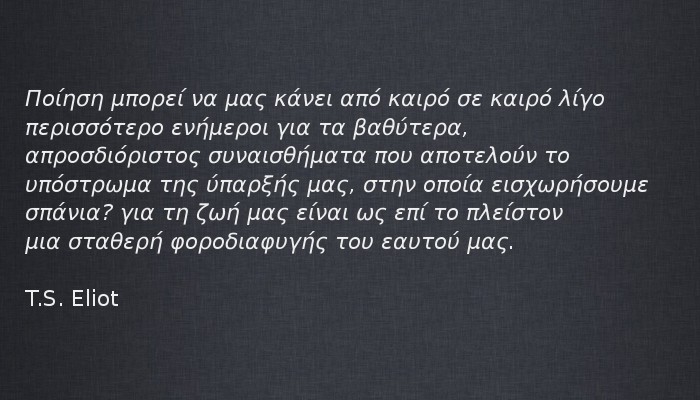 Ποίηση μπορεί να μας κάνει από καιρό σε καιρό λίγο
περισσότερο ενήμεροι για τα βαθύτερα,
απροσδιόριστος συναισθήματα που αποτελούν το
υπόστρωμα της ύπαρξής μας, στην οποία εισχωρήσουμε
σπάνια? για τη ζωή μας είναι ως επί το πλείστον
μια σταθερή φοροδιαφυγής του εαυτού μας.
T.S. Eliot